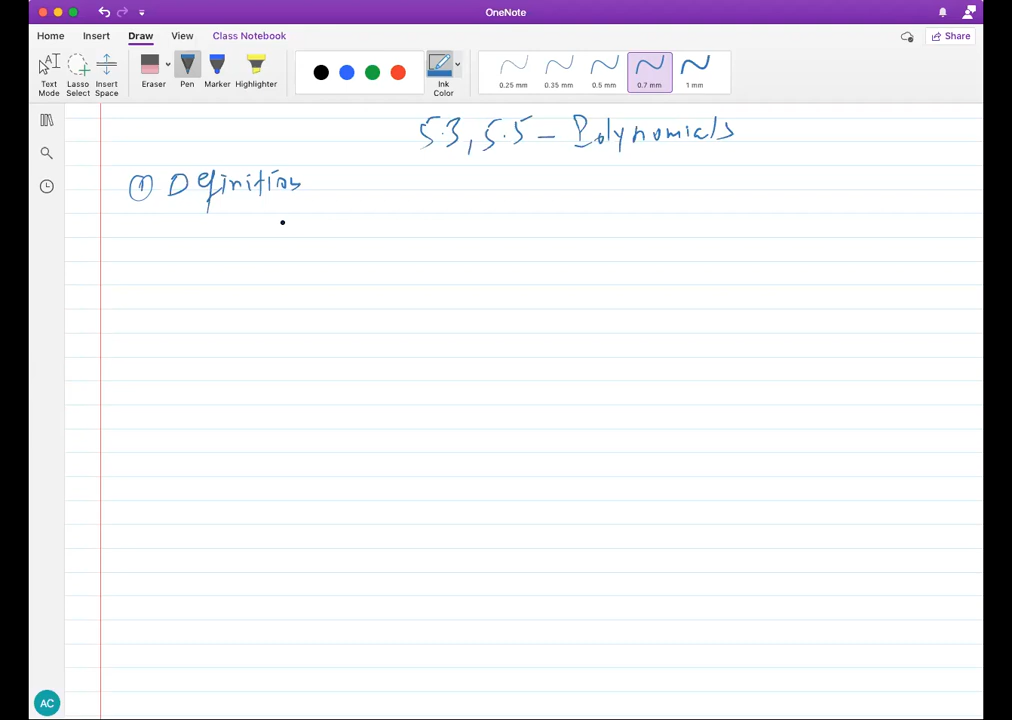 OneNote
Home Insert Draw View Class Notebook Share
Text Mode Lasso Select Insert Space Eraser Pen Marker Highlighter Ink Color 0.25 mm 0.35 mm 0.5 mm 0.7 mm 1 mm
5.3, 5.5 – Polynomials
① Definitions
AC